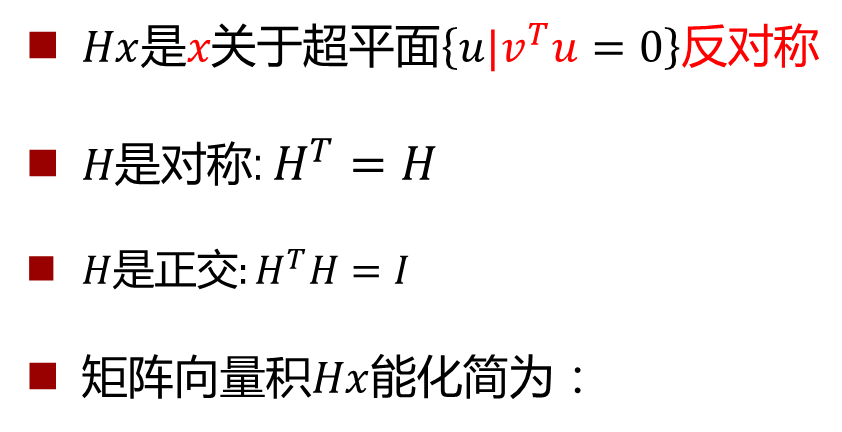 Hx是x关于超平面{u|vᵀu = 0}反对称
H是对称: Hᵀ = H
H是正交: HᵀH = I
矩阵向量积Hx能化简为：